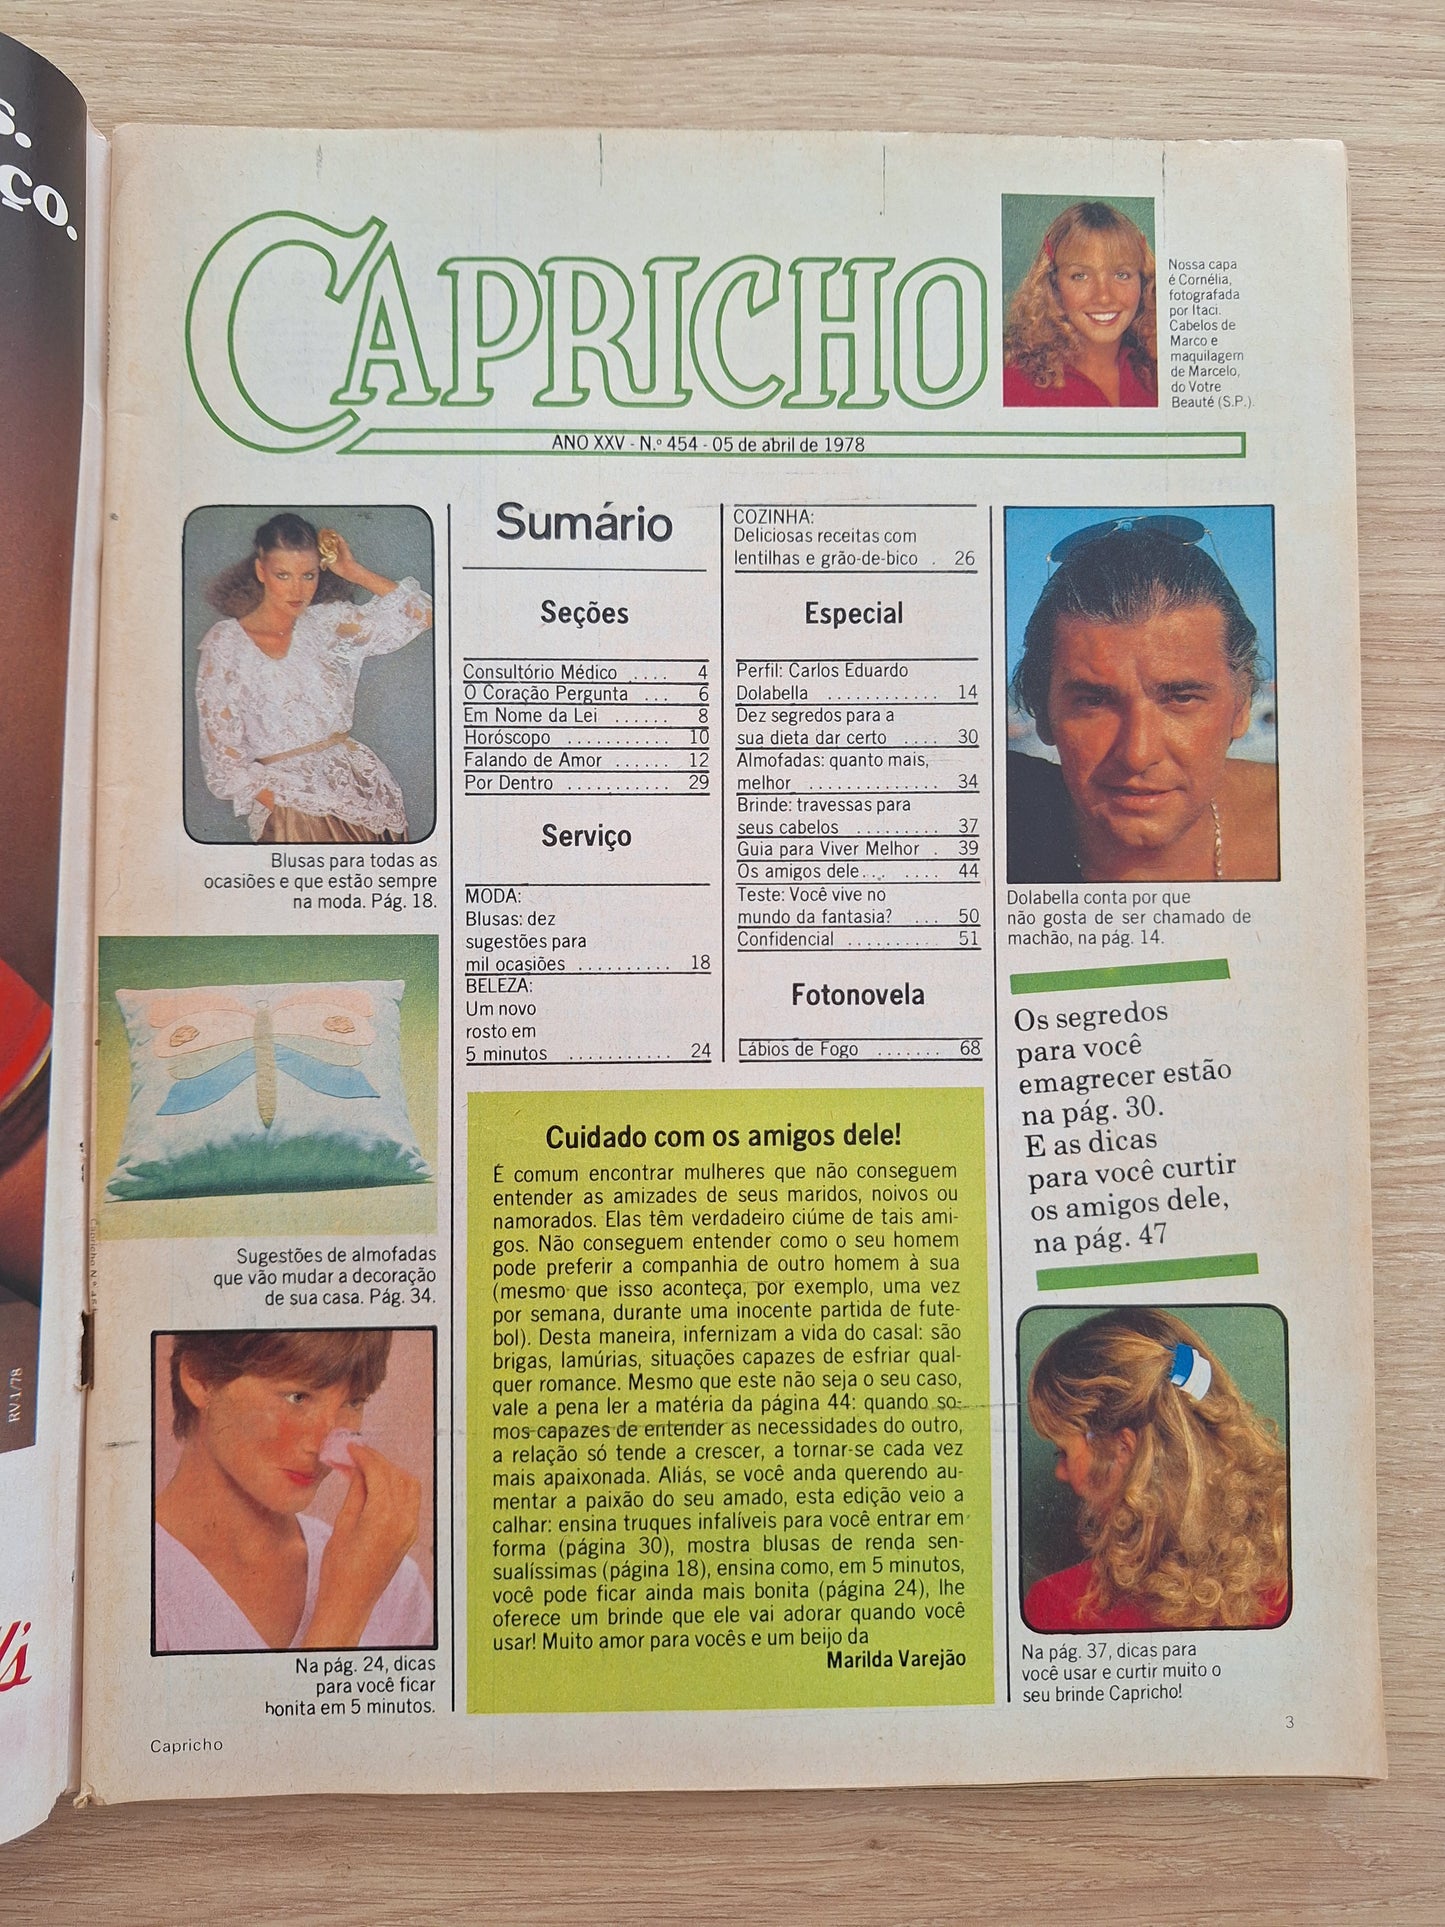 s.
ço.
CAPRICHO
ANO XXV - N.º 454 - 05 de abril de 1978
Nossa capa
é Cornélia,
fotografada
por Itaci.
Cabelos de
Marco e
maquilagem
de Marcelo,
do Votre
Beauté (S.P.).
Blusas para todas as
ocasiões e que estão sempre
na moda. Pág. 18.
Sugestões de almofadas
que vão mudar a decoração
de sua casa. Pág. 34.
Na pág. 24, dicas
para você ficar
bonita em 5 minutos.
Sumário
Seções
Consultório Médico .... 4
O Coração Pergunta ... 6
Em Nome da Lei ...... 8
Horóscopo ........... 10
Falando de Amor ...... 12
Por Dentro ........... 29
Serviço
MODA:
Blusas: dez
sugestões para
mil ocasiões .......... 18
BELEZA:
Um novo
rosto em
5 minutos ........... 24
COZINHA:
Deliciosas receitas com
lentilhas e grão-de-bico . 26
Especial
Perfil: Carlos Eduardo
Dolabella ............ 14
Dez segredos para a
sua dieta dar certo .... 30
Almofadas: quanto mais,
melhor .............. 34
Brinde: travessas para
seus cabelos ......... 37
Guia para Viver Melhor . 39
Os amigos dele... .... 44
Teste: Você vive no
mundo da fantasia? ... 50
Confidencial .......... 51
Fotonovela
Lábios de Fogo ....... 68
Cuidado com os amigos dele!
É comum encontrar mulheres que não conseguem
entender as amizades de seus maridos, noivos ou
namorados. Elas têm verdadeiro ciúme de tais ami-
gos. Não conseguem entender como o seu homem
pode preferir a companhia de outro homem à sua
(mesmo que isso aconteça, por exemplo, uma vez
por semana, durante uma inocente partida de fute-
bol). Desta maneira, infernizam a vida do casal: são
brigas, lamúrias, situações capazes de esfriar qual-
quer romance. Mesmo que este não seja o seu caso,
vale a pena ler a matéria da página 44: quando so-
mos capazes de entender as necessidades do outro,
a relação só tende a crescer, a tornar-se cada vez
mais apaixonada. Aliás, se você anda querendo au-
mentar a paixão do seu amado, esta edição veio a
calhar: ensina truques infalíveis para você entrar em
forma (página 30), mostra blusas de renda sen-
sualíssimas (página 18), ensina como, em 5 minutos,
você pode ficar ainda mais bonita (página 24), lhe
oferece um brinde que ele vai adorar quando você
usar! Muito amor para vocês e um beijo da
Marilda Varejão
Dolabella conta por que
não gosta de ser chamado de
machão, na pág. 14.
Os segredos
para você
emagrecer estão
na pág. 30.
E as dicas
para você curtir
os amigos dele,
na pág. 47
Na pág. 37, dicas para
você usar e curtir muito o
seu brinde Capricho!
RV-1/78
Capricho
3